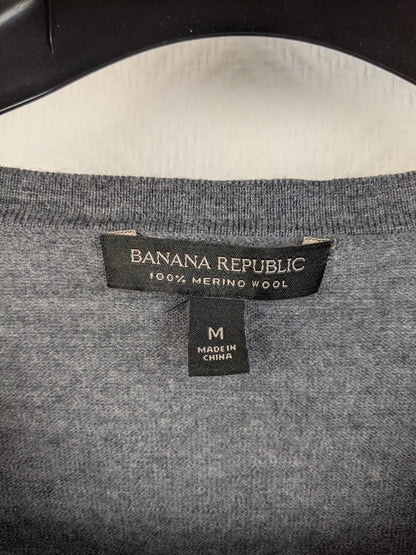 BANANA REPUBLIC
100% MERINO WOOL
M
MADE IN
CHINA